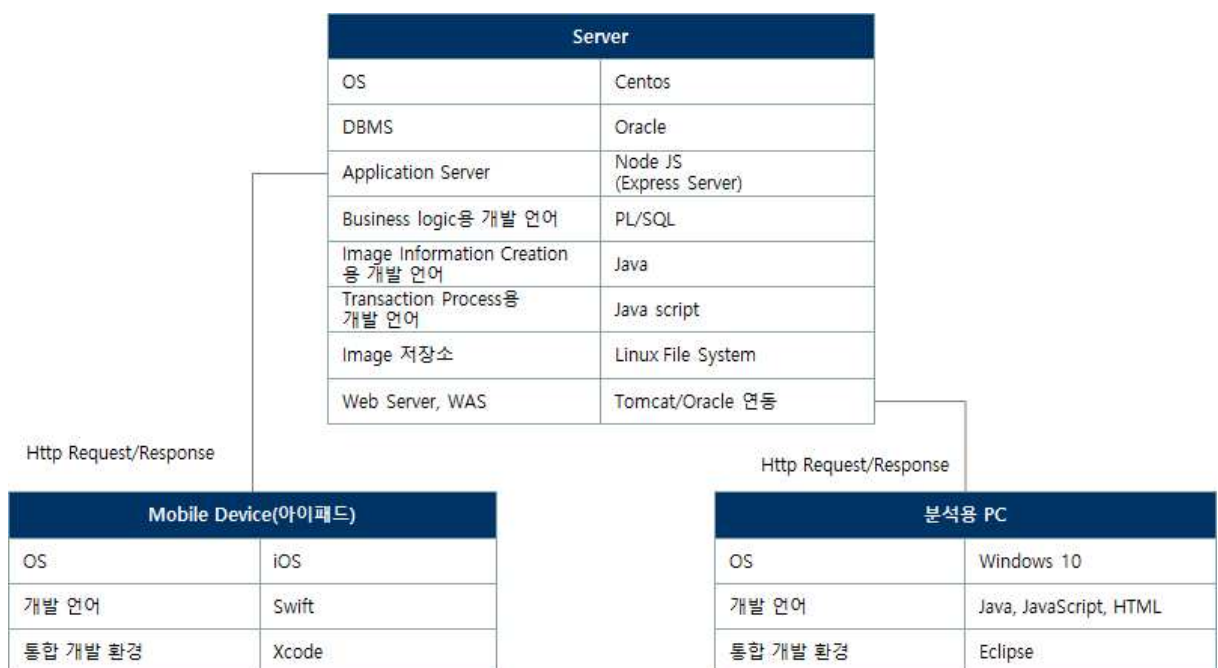 Server
OS Centos
DBMS Oracle
Application Server Node JS
(Express Server)
Business logic용 개발 언어 PL/SQL
Image Information Creation
용 개발 언어 Java
Transaction Process용
개발 언어 Java script
Image 저장소 Linux File System
Web Server, WAS Tomcat/Oracle 연동
Http Request/Response
Http Request/Response
Mobile Device(아이패드)
OS iOS
개발 언어 Swift
통합 개발 환경 Xcode
분석용 PC
OS Windows 10
개발 언어 Java, JavaScript, HTML
통합 개발 환경 Eclipse